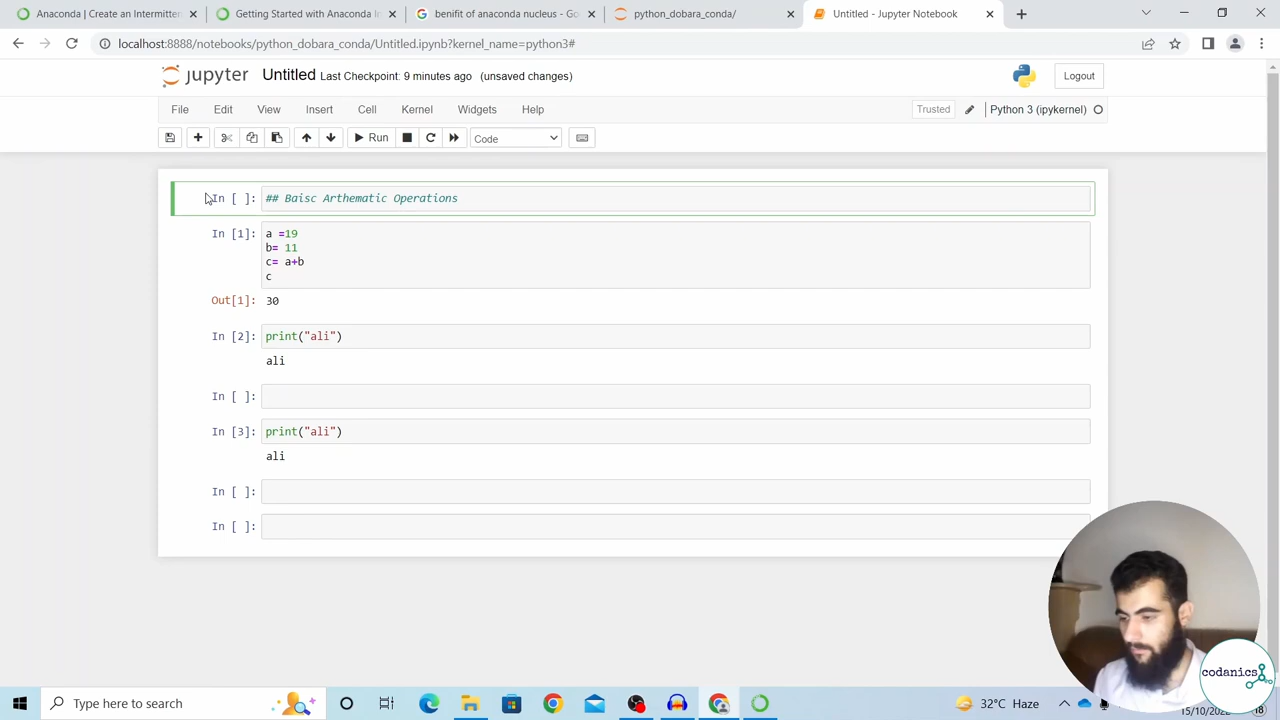 Anaconda | Create an Intermitten
Getting Started with Anaconda In
benifit of anaconda nucleus - Go
python_dobara_conda/
Untitled - Jupyter Notebook
localhost:8888/notebooks/python_dobara_conda/Untitled.ipynb?kernel_name=python3#
jupyter Untitled Last Checkpoint: 9 minutes ago (unsaved changes)
Logout
File Edit View Insert Cell Kernel Widgets Help
Trusted Python 3 (ipykernel)
Run Code
In [ ]: ## Baisc Arthematic Operations
In [1]: a =19
b= 11
c= a+b
c
Out[1]: 30
In [2]: print("ali")
ali
In [ ]:
In [3]: print("ali")
ali
In [ ]:
In [ ]:
codanics
Type here to search
32°C Haze